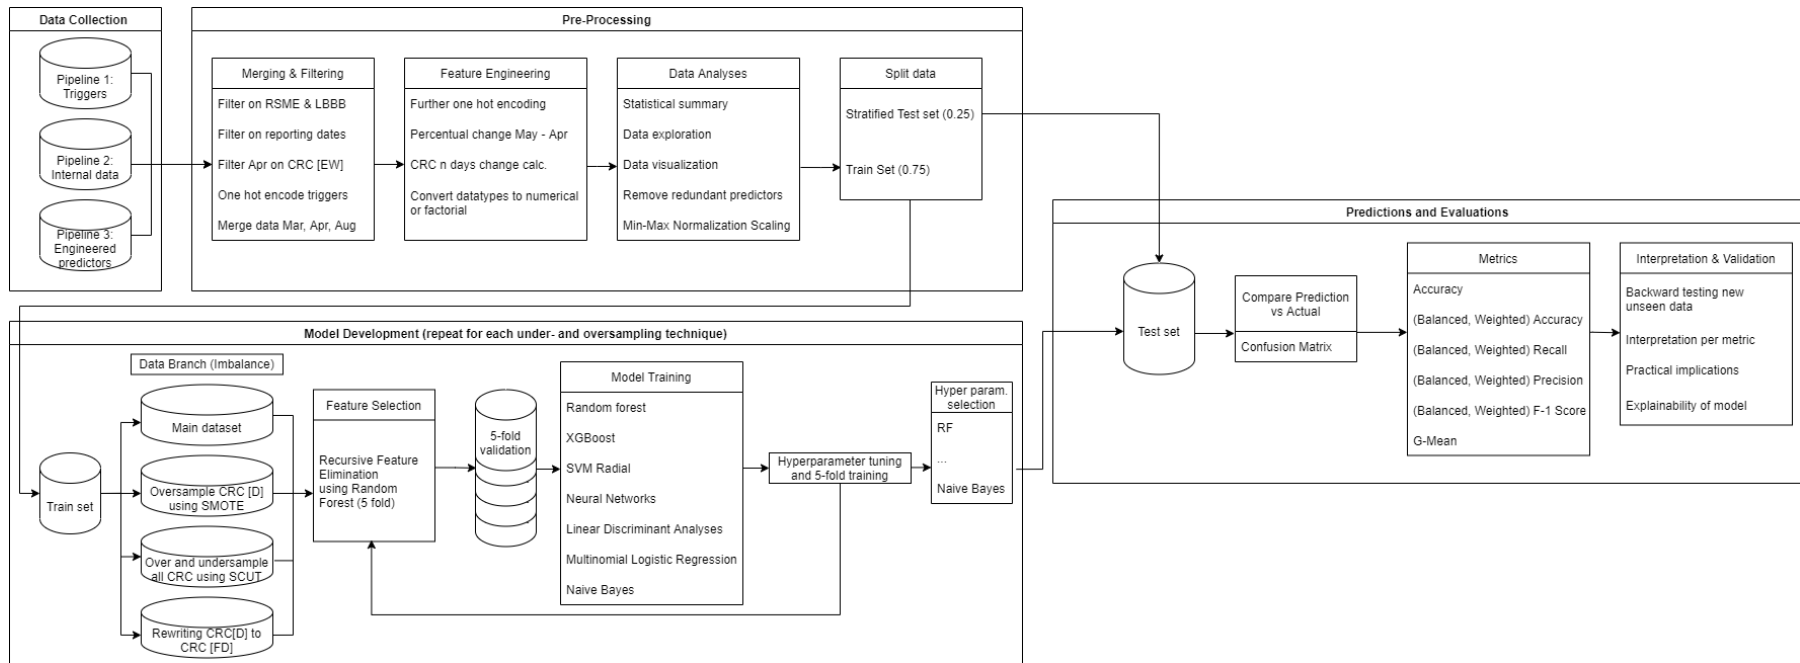 Data Collection
Pipeline 1:
Triggers
Pipeline 2:
Internal data
Pipeline 3:
Engineered
predictors
Pre-Processing
Merging & Filtering
Filter on RSME & LBBB
Filter on reporting dates
Filter Apr on CRC [EW]
One hot encode triggers
Merge data Mar, Apr, Aug
Feature Engineering
Further one hot encoding
Percentual change May - Apr
CRC n days change calc.
Convert datatypes to numerical
or factorial
Data Analyses
Statistical summary
Data exploration
Data visualization
Remove redundant predictors
Min-Max Normalization Scaling
Split data
Stratified Test set (0.25)
Train Set (0.75)
Model Development (repeat for each under- and oversampling technique)
Train set
Data Branch (Imbalance)
Main dataset
Oversample CRC [D]
using SMOTE
Over and undersample
all CRC using SCUT
Rewriting CRC[D] to
CRC [FD]
Feature Selection
Recursive Feature
Elimination
using Random
Forest (5 fold)
5-fold
validation
Model Training
Random forest
XGBoost
SVM Radial
Neural Networks
Linear Discriminant Analyses
Multinomial Logistic Regression
Naive Bayes
Hyperparameter tuning
and 5-fold training
Hyper param.
selection
RF
...
Naive Bayes
Predictions and Evaluations
Test set
Compare Prediction
vs Actual
Confusion Matrix
Metrics
Accuracy
(Balanced, Weighted) Accuracy
(Balanced, Weighted) Recall
(Balanced, Weighted) Precision
(Balanced, Weighted) F-1 Score
G-Mean
Interpretation & Validation
Backward testing new
unseen data
Interpretation per metric
Practical implications
Explainability of model